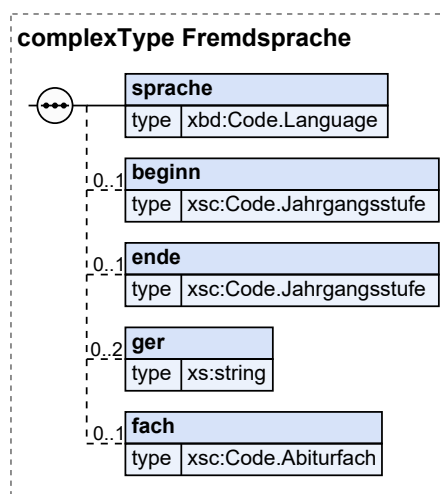 complexType Fremdsprache
sprache
type xbd:Code.Language
0..1 beginn
type xsc:Code.Jahrgangsstufe
0..1 ende
type xsc:Code.Jahrgangsstufe
0..2 ger
type xs:string
0..1 fach
type xsc:Code.Abiturfach